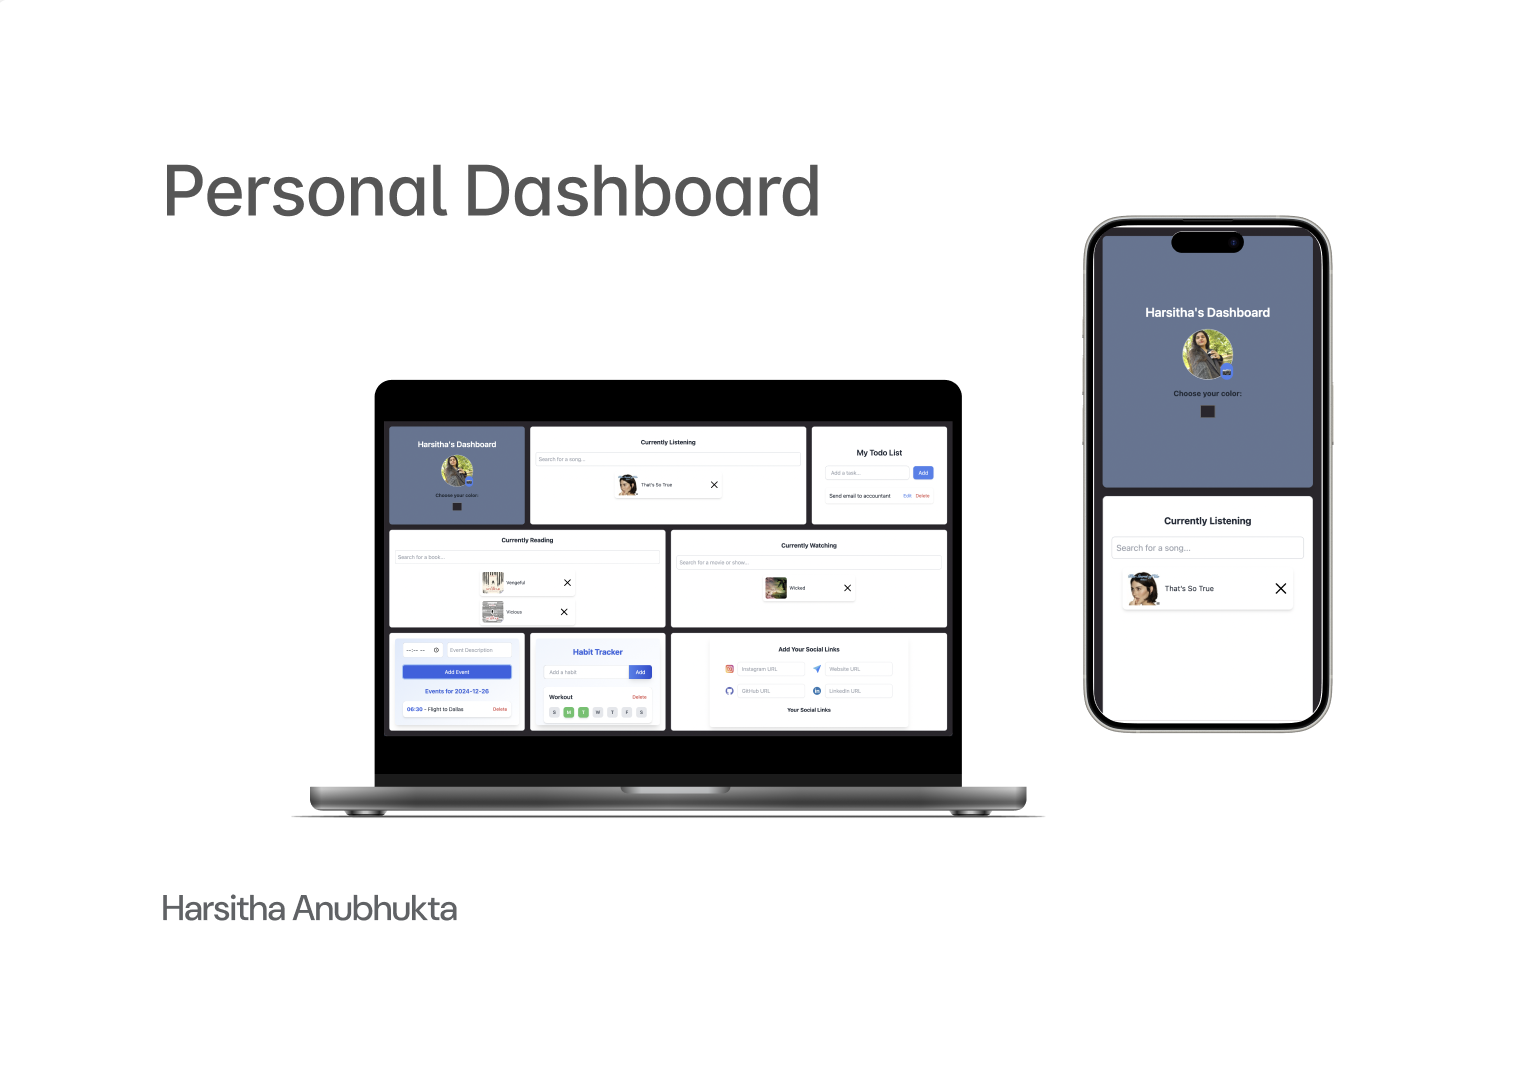 Personal Dashboard
Harsitha's Dashboard
Choose your color:
Currently Listening
Search for a song...
That's So True
My Todo List
Add a task...
Add
Send email to accountant
Edit
Delete
Currently Reading
Search for a book...
Vengeful
Vicious
Currently Watching
Search for a movie or show...
Wicked
--:-- --
Event Description
Add Event
Events for 2024-12-26
06:30 - Flight to Dallas
Delete
Habit Tracker
Add a habit
Add
Workout
Delete
S M T W T F S
Add Your Social Links
Instagram URL
Website URL
GitHub URL
LinkedIn URL
Your Social Links
Harsitha's Dashboard
Choose your color:
Currently Listening
Search for a song...
That's So True
Harsitha Anubhukta